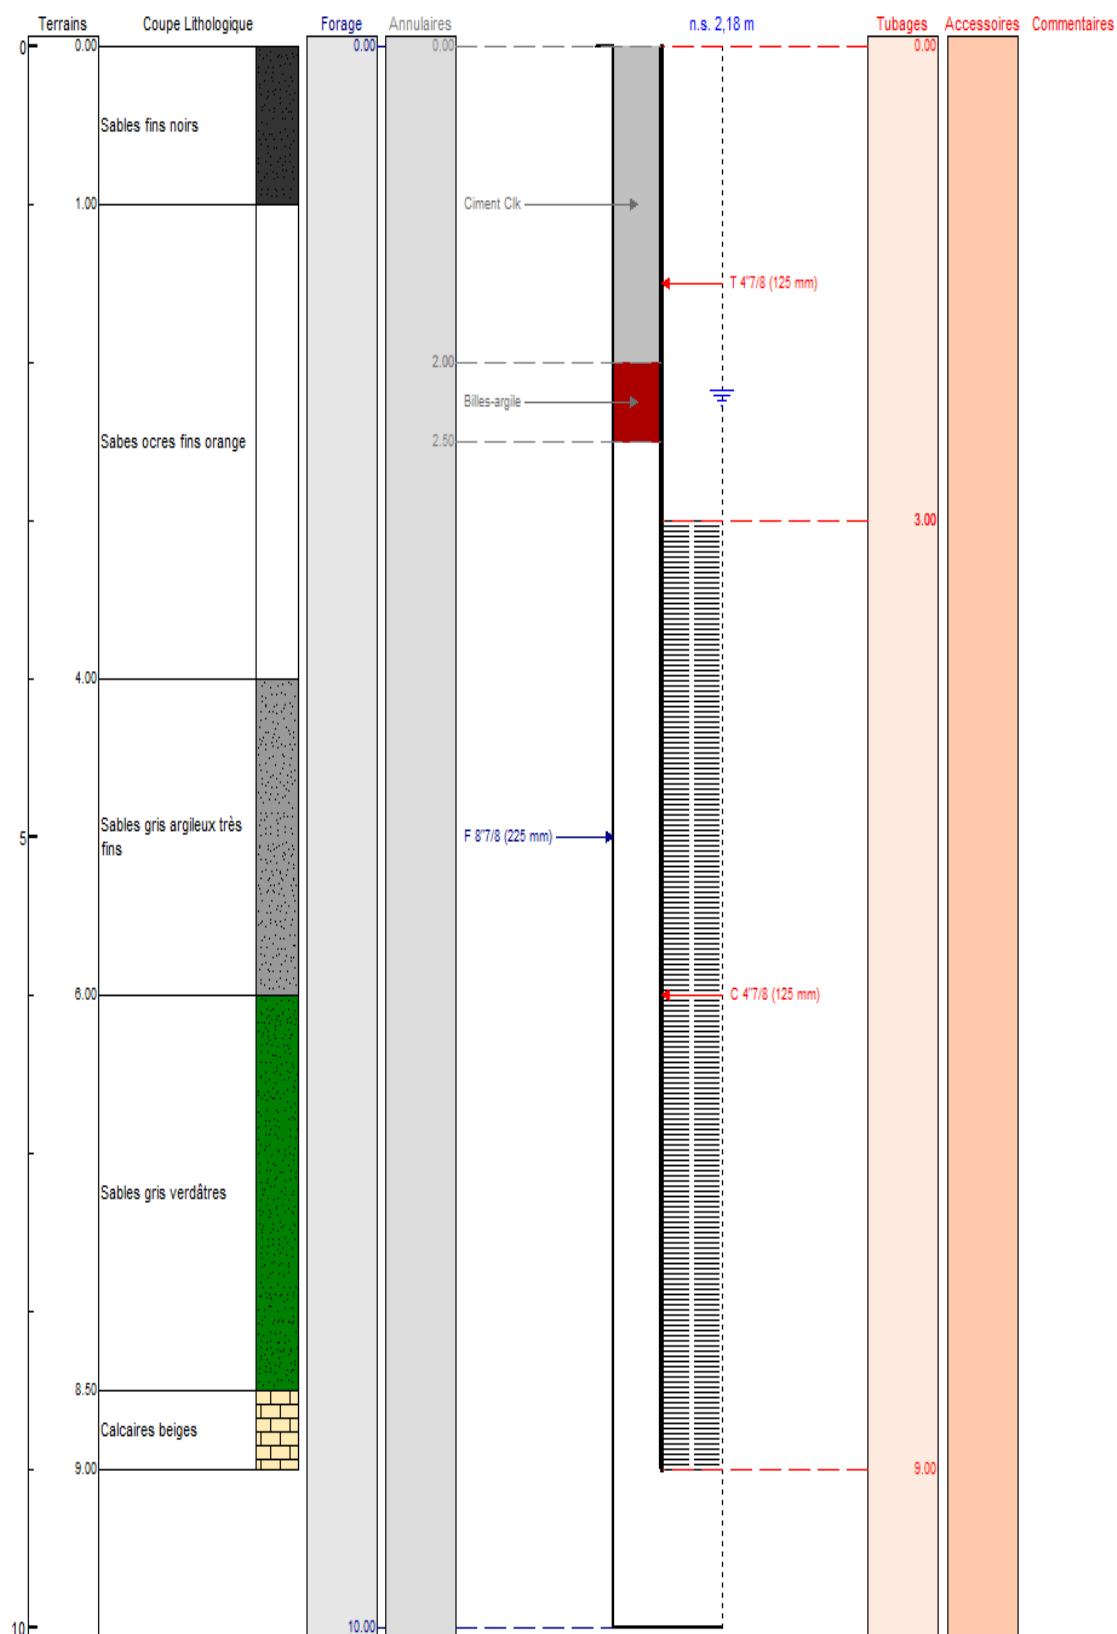 Terrains Coupe Lithologique Forage Annulaires n.s. 2,18 m Tubages Accessoires Commentaires
0 0.00 0.00 0.00 0.00
Sables fins noirs
1.00 Ciment Clk
T 4"7/8 (125 mm)
2.00
Billes-argile
Sabes ocres fins orange 2.50
3.00
4.00
Sables gris argileux très
fins
5 F 8"7/8 (225 mm)
6.00 C 4"7/8 (125 mm)
Sables gris verdâtres
8.50
Calcaires beiges
9.00 9.00
10 10.00